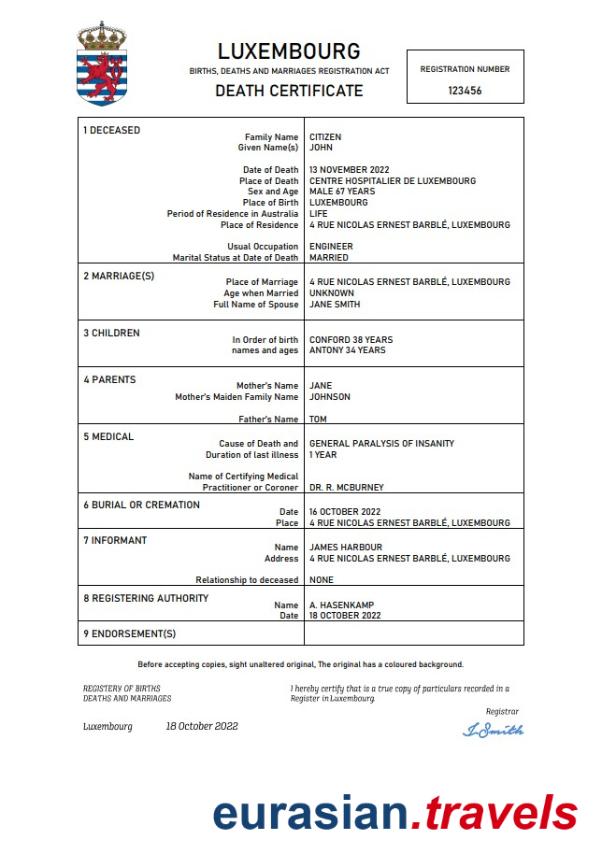 LUXEMBOURG
BIRTHS, DEATHS AND MARRIAGES REGISTRATION ACT
DEATH CERTIFICATE
REGISTRATION NUMBER
123456
1 DECEASED
Family Name CITIZEN
Given Name(s) JOHN
Date of Death 13 NOVEMBER 2022
Place of Death CENTRE HOSPITALIER DE LUXEMBOURG
Sex and Age MALE 67 YEARS
Place of Birth LUXEMBOURG
Period of Residence in Australia LIFE
Place of Residence 4 RUE NICOLAS ERNEST BARBLÉ, LUXEMBOURG
Usual Occupation ENGINEER
Marital Status at Date of Death MARRIED
2 MARRIAGE(S)
Place of Marriage 4 RUE NICOLAS ERNEST BARBLÉ, LUXEMBOURG
Age when Married UNKNOWN
Full Name of Spouse JANE SMITH
3 CHILDREN
In Order of birth CONFORD 38 YEARS
names and ages ANTONY 34 YEARS
4 PARENTS
Mother's Name JANE
Mother's Maiden Family Name JOHNSON
Father's Name TOM
5 MEDICAL
Cause of Death and GENERAL PARALYSIS OF INSANITY
Duration of last illness 1 YEAR
Name of Certifying Medical
Practitioner or Coroner DR. R. MCBURNEY
6 BURIAL OR CREMATION
Date 16 OCTOBER 2022
Place 4 RUE NICOLAS ERNEST BARBLÉ, LUXEMBOURG
7 INFORMANT
Name JAMES HARBOUR
Address 4 RUE NICOLAS ERNEST BARBLÉ, LUXEMBOURG
Relationship to deceased NONE
8 REGISTERING AUTHORITY
Name A. HASENKAMP
Date 18 OCTOBER 2022
9 ENDORSEMENT(S)
Before accepting copies, sight unaltered original, The original has a coloured background.
REGISTERY OF BIRTHS
DEATHS AND MARRIAGES
I hereby certify that is a true copy of particulars recorded in a
Register in Luxembourg.
Registrar
Luxembourg 18 October 2022
J. Smith
eurasian.travels